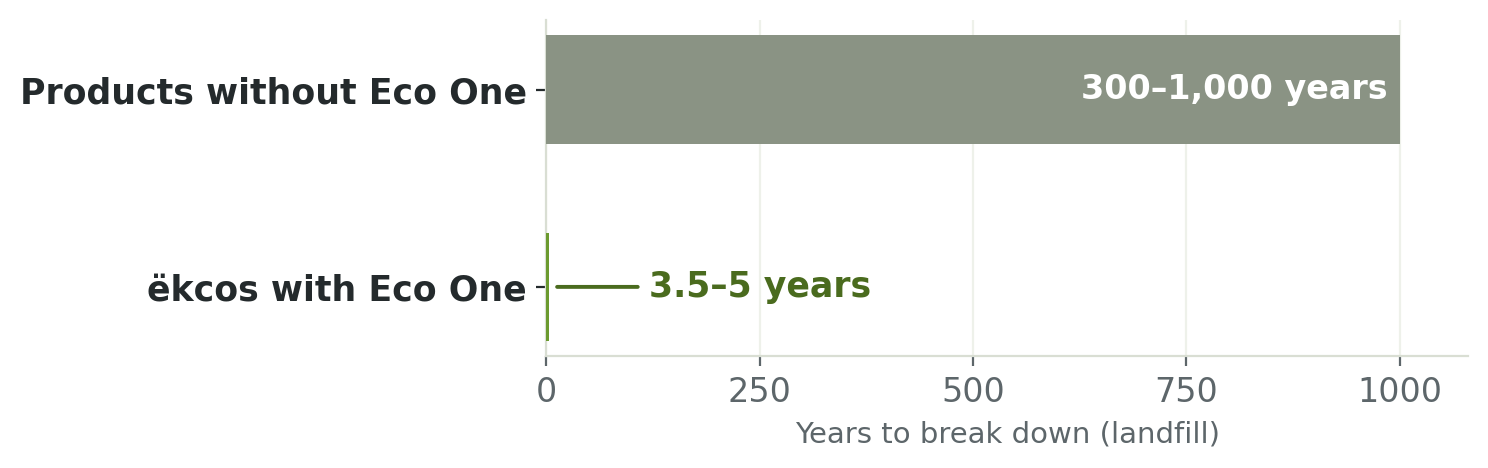 Products without Eco One
300–1,000 years
ëkcos with Eco One
3.5–5 years
0 250 500 750 1000
Years to break down (landfill)